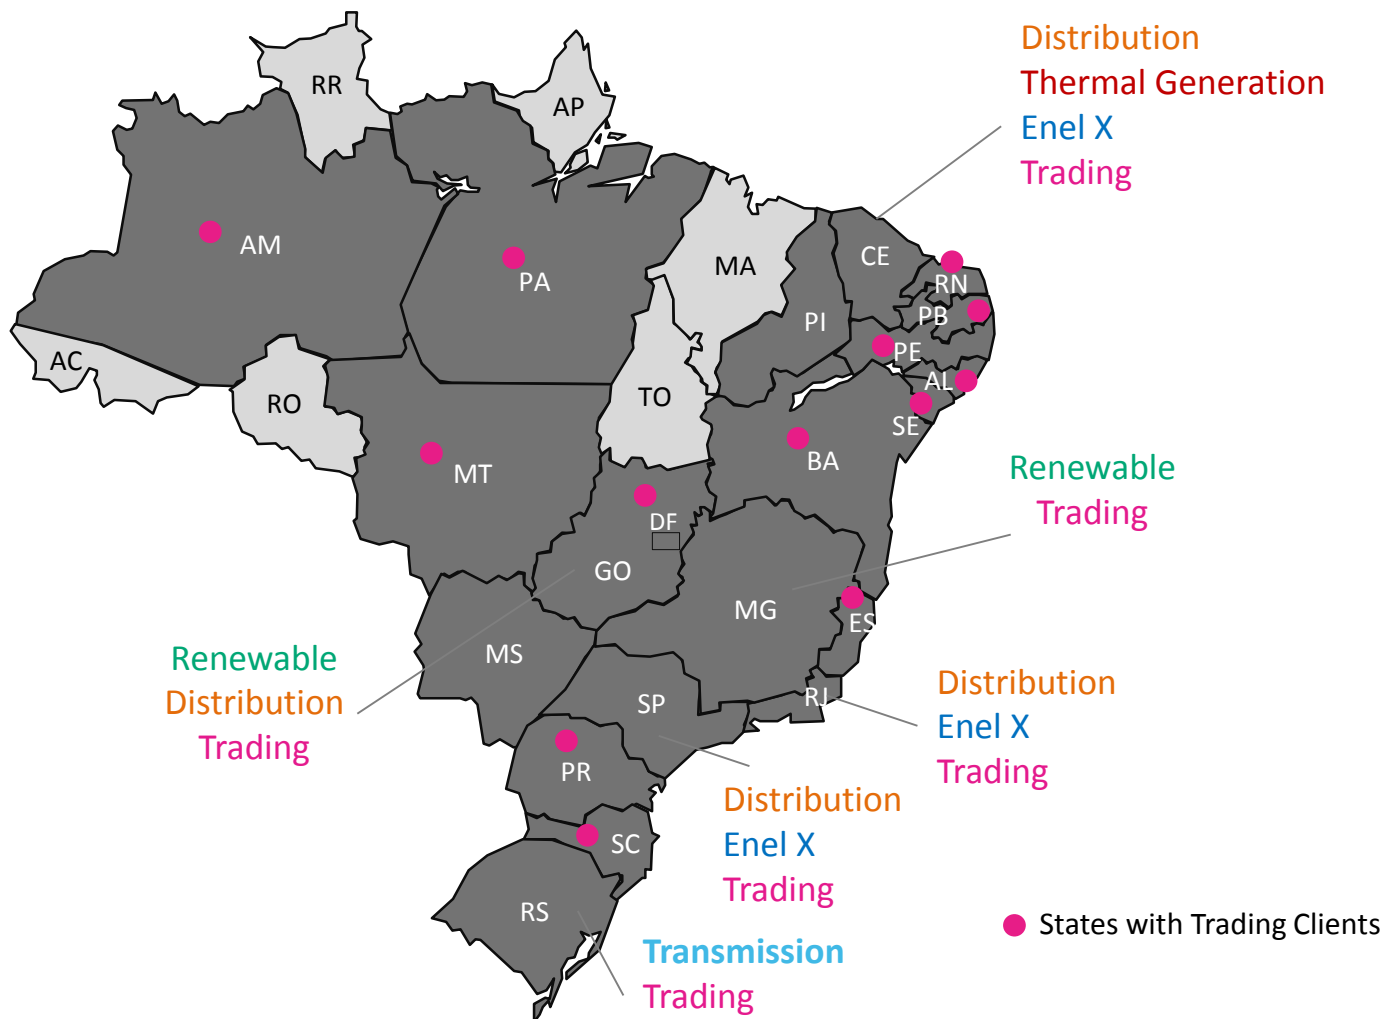 Distribution
Thermal Generation
Enel X
Trading
RR
AP
AM
PA
MA
CE
RN
PI
PB
PE
AC
RO
TO
AL
SE
MT
BA
Renewable
Trading
DF
GO
MG
ES
MS
Renewable
Distribution
Trading
SP
RJ
Distribution
Enel X
Trading
PR
Distribution
Enel X
Trading
SC
RS
States with Trading Clients
Transmission
Trading